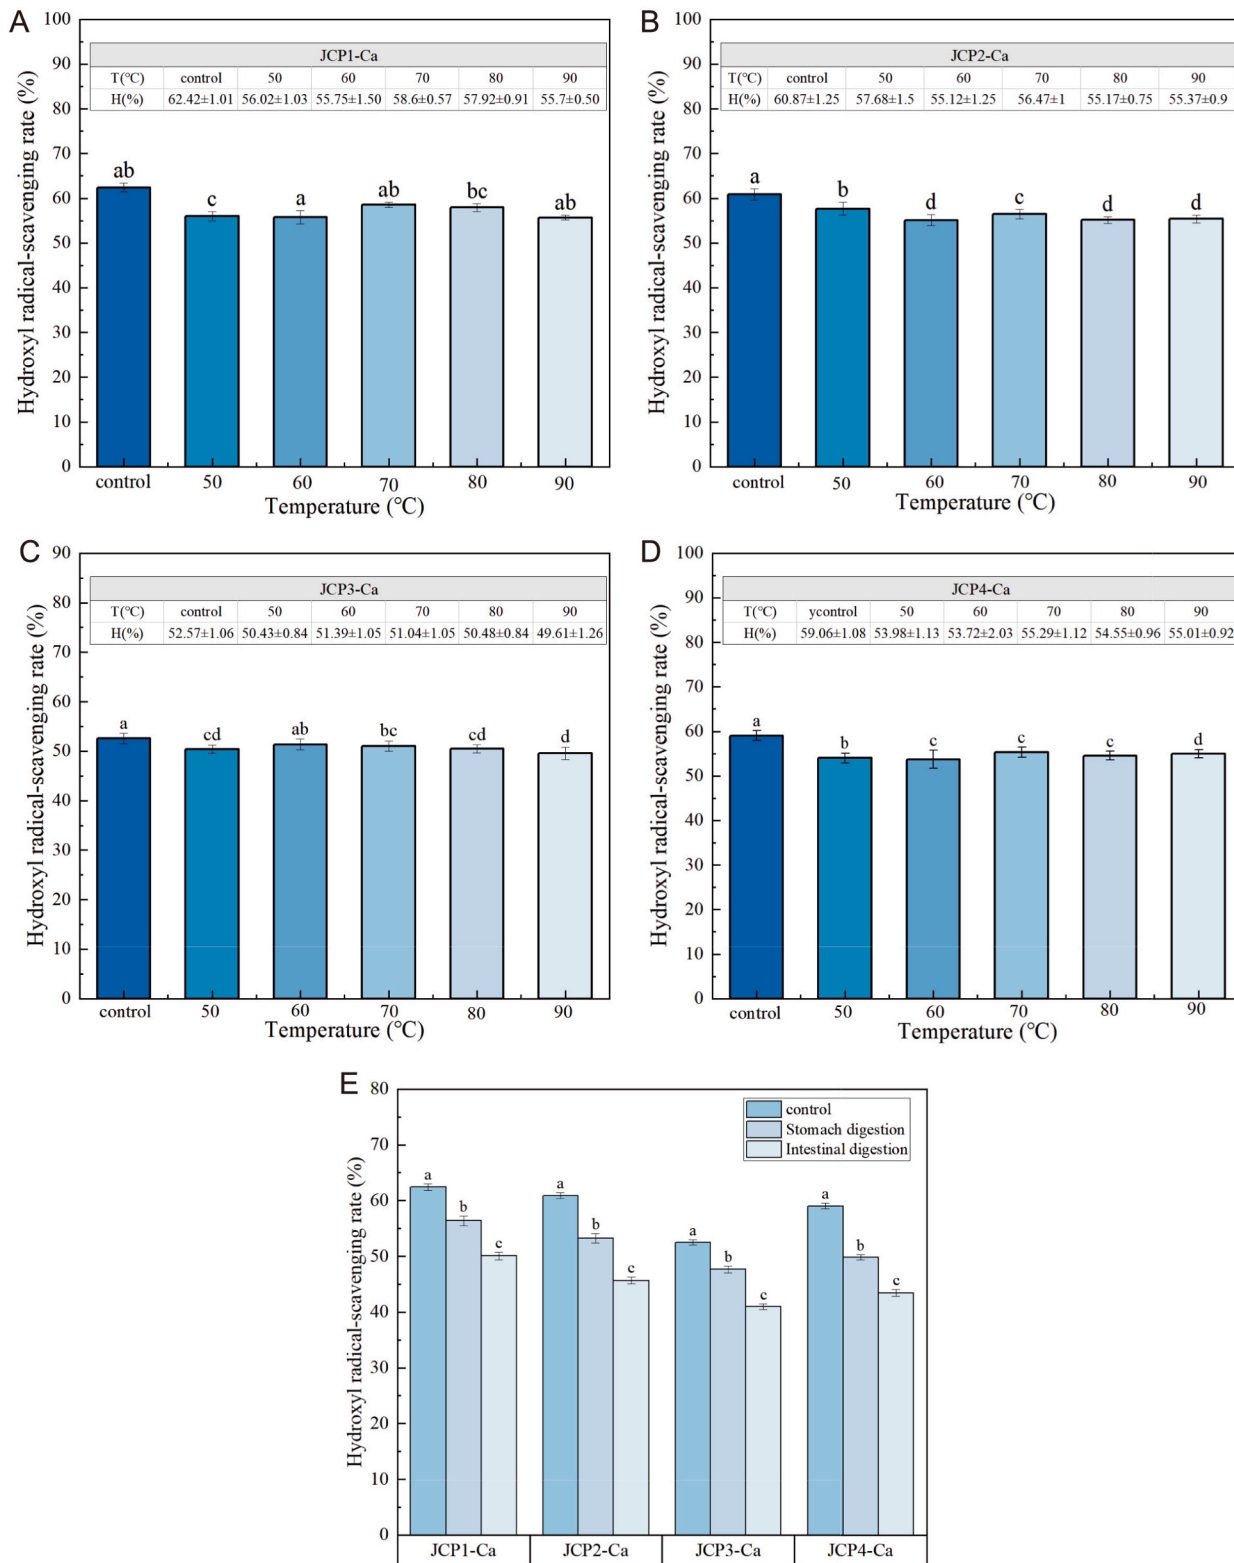 A
Hydroxyl radical-scavenging rate (%)
100
90
80
70
60
50
40
30
20
10
0
JCP1-Ca
T(℃) control 50 60 70 80 90
H(%) 62.42±1.01 56.02±1.03 55.75±1.50 58.6±0.57 57.92±0.91 55.7±0.50
ab c a ab bc ab
control 50 60 70 80 90
Temperature (℃)
B
Hydroxyl radical-scavenging rate (%)
100
90
80
70
60
50
40
30
20
10
0
JCP2-Ca
T(℃) control 50 60 70 80 90
H(%) 60.87±1.25 57.68±1.5 55.12±1.25 56.47±1 55.17±0.75 55.37±0.9
a b d c d d
control 50 60 70 80 90
Temperature (℃)
C
Hydroxyl radical-scavenging rate (%)
90
80
70
60
50
40
30
20
10
0
JCP3-Ca
T(℃) control 50 60 70 80 90
H(%) 52.57±1.06 50.43±0.84 51.39±1.05 51.04±1.05 50.48±0.84 49.61±1.26
a cd ab bc cd d
control 50 60 70 80 90
Temperature (℃)
D
Hydroxyl radical-scavenging rate (%)
100
90
80
70
60
50
40
30
20
10
0
JCP4-Ca
T(℃) ycontrol 50 60 70 80 90
H(%) 59.06±1.08 53.98±1.13 53.72±2.03 55.29±1.12 54.55±0.96 55.01±0.92
a b c c c d
control 50 60 70 80 90
Temperature (℃)
E
Hydroxyl radical-scavenging rate (%)
80
70
60
50
40
30
20
10
0
control
Stomach digestion
Intestinal digestion
a b c a b c a b c a b c
JCP1-Ca JCP2-Ca JCP3-Ca JCP4-Ca